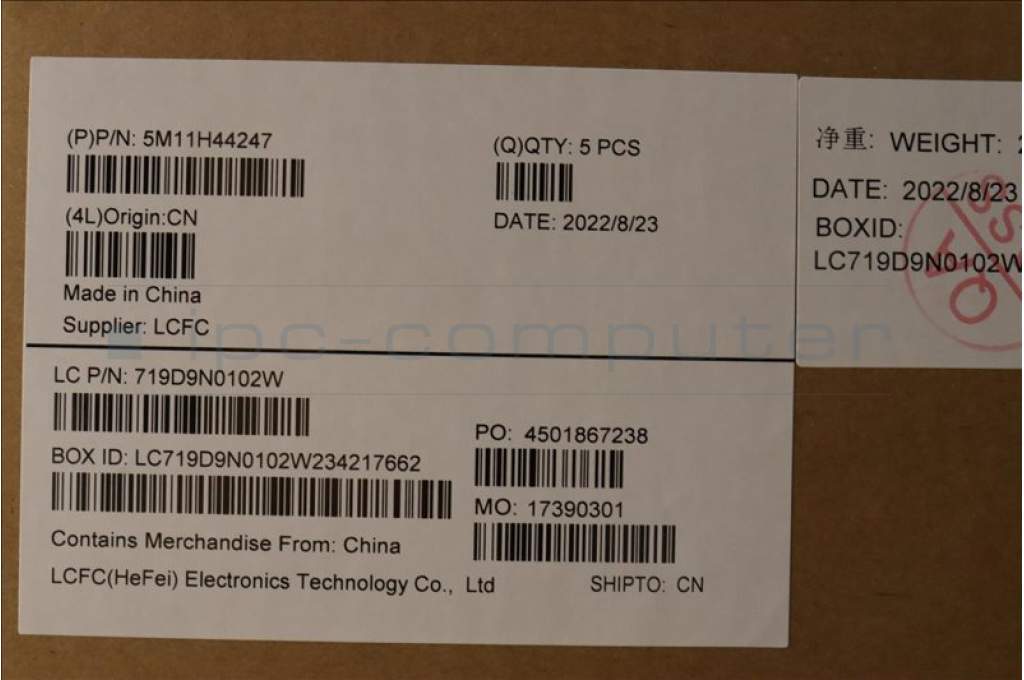 (P)P/N: 5M11H44247
(Q)QTY: 5 PCS
(4L)Origin:CN
DATE: 2022/8/23
Made in China
Supplier: LCFC
LC P/N: 719D9N0102W
PO: 4501867238
BOX ID: LC719D9N0102W234217662
MO: 17390301
Contains Merchandise From: China
LCFC(HeFei) Electronics Technology Co., Ltd
SHIPTO: CN
净重: WEIGHT:
DATE: 2022/8/23
BOXID:
LC719D9N0102W
ipc-computer